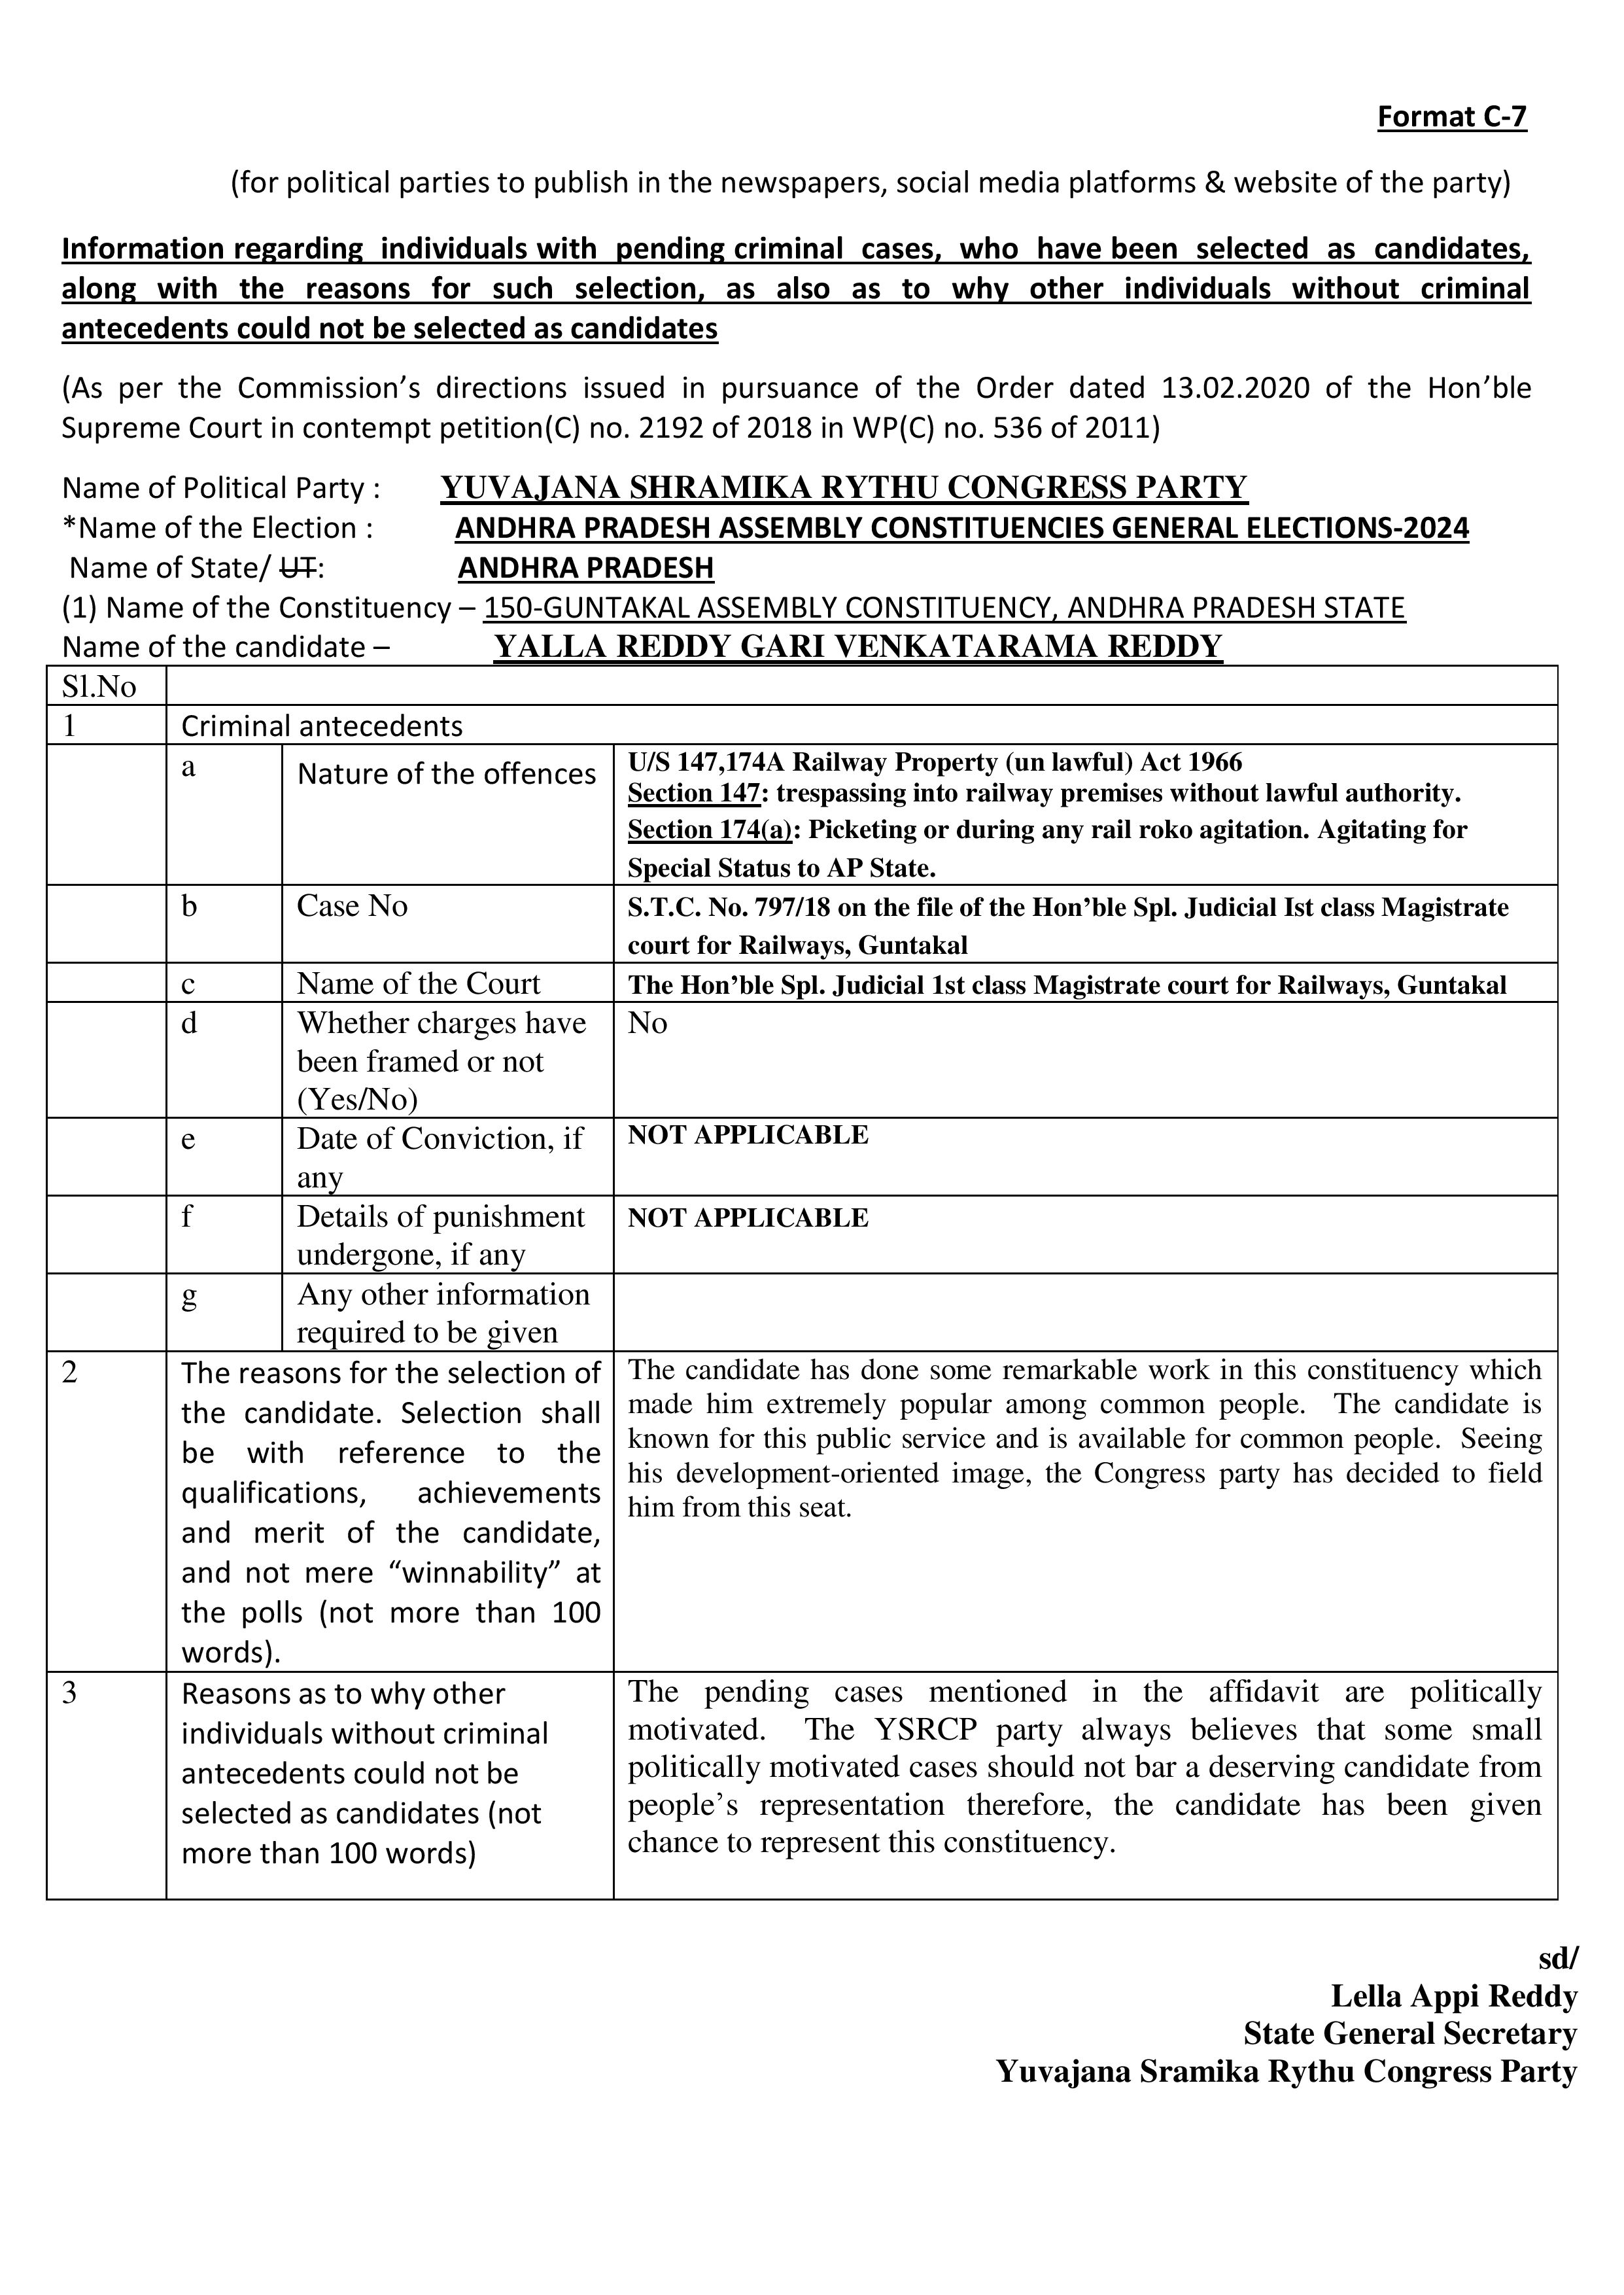 Format C-7
(for political parties to publish in the newspapers, social media platforms & website of the party)
Information regarding individuals with pending criminal cases, who have been selected as candidates,
along with the reasons for such selection, as also as to why other individuals without criminal
antecedents could not be selected as candidates
(As per the Commission’s directions issued in pursuance of the Order dated 13.02.2020 of the Hon’ble
Supreme Court in contempt petition(C) no. 2192 of 2018 in WP(C) no. 536 of 2011)
Name of Political Party : YUVAJANA SHRAMIKA RYTHU CONGRESS PARTY
*Name of the Election : ANDHRA PRADESH ASSEMBLY CONSTITUENCIES GENERAL ELECTIONS-2024
Name of State/ UT: ANDHRA PRADESH
(1) Name of the Constituency – 150-GUNTAKAL ASSEMBLY CONSTITUENCY, ANDHRA PRADESH STATE
Name of the candidate – YALLA REDDY GARI VENKATARAMA REDDY
Sl.No
1 Criminal antecedents
a Nature of the offences
U/S 147,174A Railway Property (un lawful) Act 1966
Section 147: trespassing into railway premises without lawful authority.
Section 174(a): Picketing or during any rail roko agitation. Agitating for
Special Status to AP State.
b Case No
S.T.C. No. 797/18 on the file of the Hon’ble Spl. Judicial Ist class Magistrate
court for Railways, Guntakal
c Name of the Court The Hon’ble Spl. Judicial 1st class Magistrate court for Railways, Guntakal
d Whether charges have
been framed or not
(Yes/No)
No
e Date of Conviction, if
any
NOT APPLICABLE
f Details of punishment
undergone, if any
NOT APPLICABLE
g Any other information
required to be given
2 The reasons for the selection of
the candidate. Selection shall
be with reference to the
qualifications, achievements
and merit of the candidate,
and not mere “winnability” at
the polls (not more than 100
words).
The candidate has done some remarkable work in this constituency which
made him extremely popular among common people. The candidate is
known for this public service and is available for common people. Seeing
his development-oriented image, the Congress party has decided to field
him from this seat.
3 Reasons as to why other
individuals without criminal
antecedents could not be
selected as candidates (not
more than 100 words)
The pending cases mentioned in the affidavit are politically
motivated. The YSRCP party always believes that some small
politically motivated cases should not bar a deserving candidate from
people’s representation therefore, the candidate has been given
chance to represent this constituency.
sd/
Lella Appi Reddy
State General Secretary
Yuvajana Sramika Rythu Congress Party